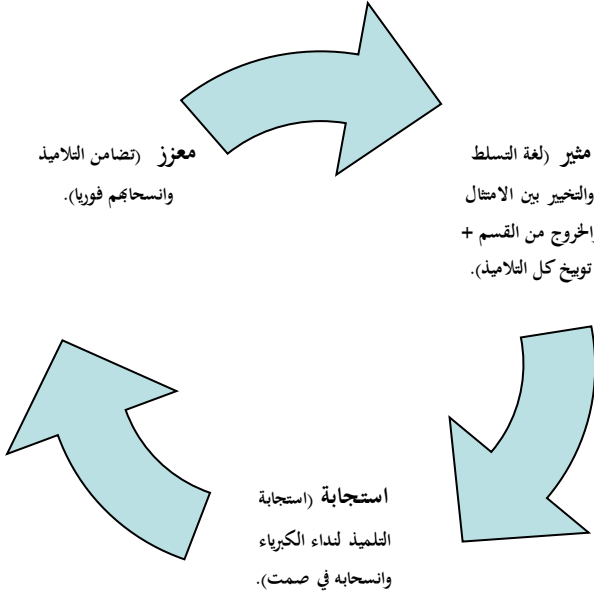 مثير (لغة التسلط
والتخيير بين الامتثال
والخروج من القسم +
توبيخ كل التلاميذ).
استجابة (استجابة
التلميذ لنداء الكبرياء
وانسحابه في صمت).
معزز (تضامن التلاميذ
وانسحابهم فوريا).